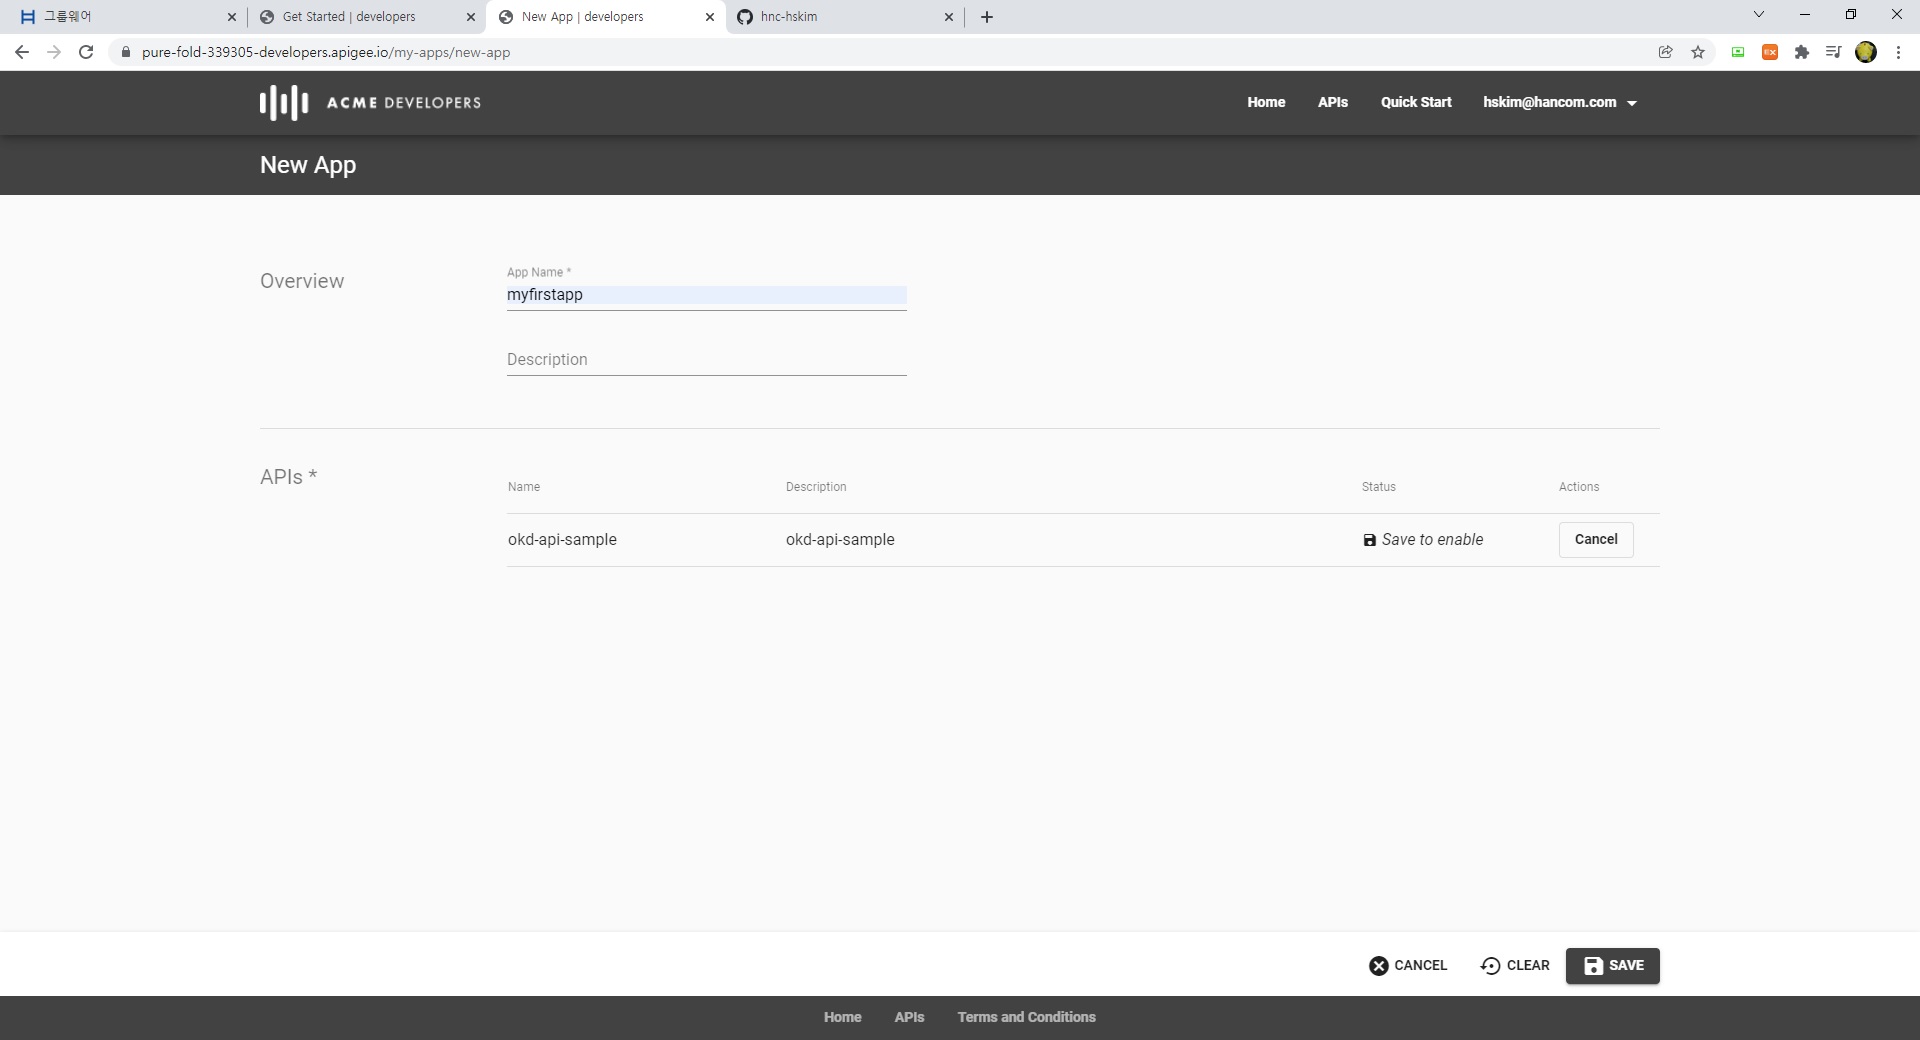 그룹웨어
Get Started | developers
New App | developers
hnc-hskim
pure-fold-339305-developers.apigee.io/my-apps/new-app
EX
ACME DEVELOPERS
Home
APIs
Quick Start
hskim@hancom.com
New App
Overview
App Name *
myfirstapp
Description
APIs *
Name
Description
Status
Actions
okd-api-sample
okd-api-sample
Save to enable
Cancel
CANCEL
CLEAR
SAVE
Home
APIs
Terms and Conditions